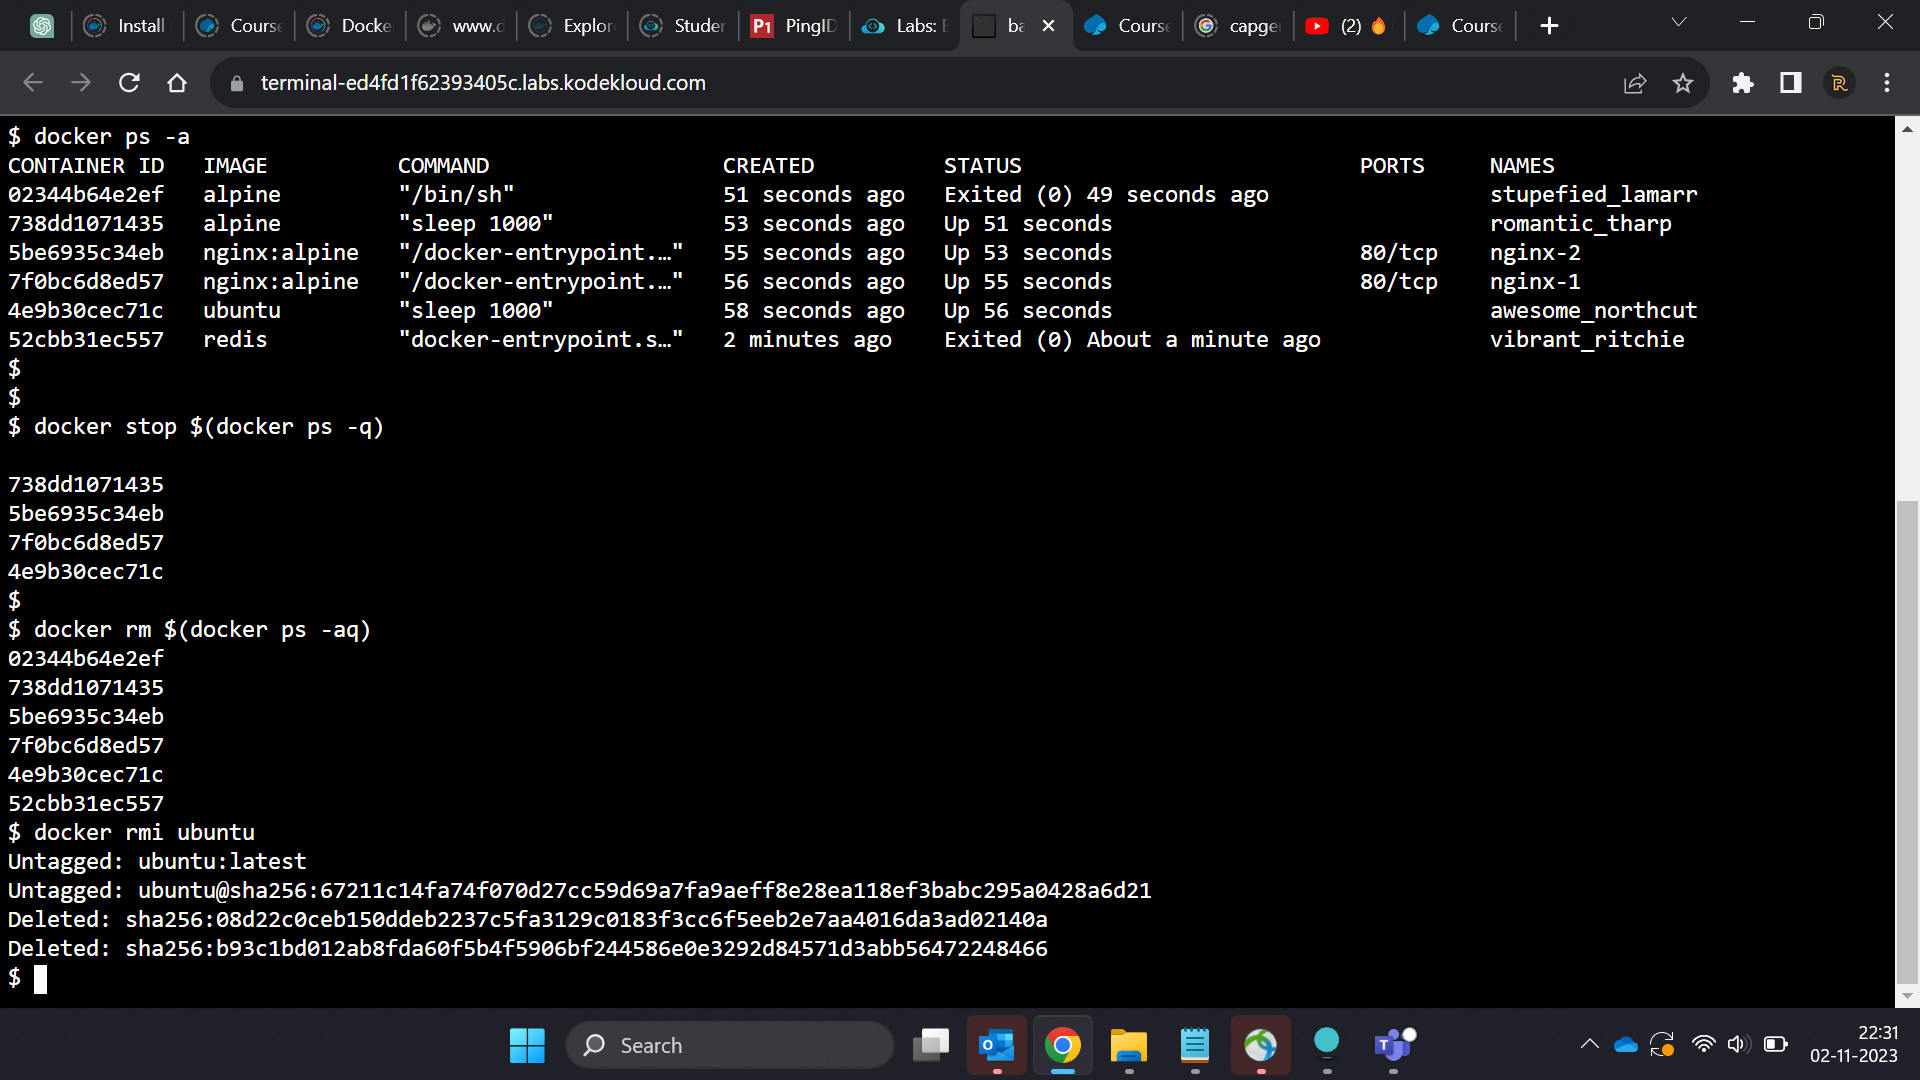 Install
Course
Docke
www.d
Explor
Studer
P1 PingID
Labs: E
ba
Course
capge
(2)
Course
terminal-ed4fd1f62393405c.labs.kodekloud.com
$ docker ps -a
CONTAINER ID IMAGE COMMAND CREATED STATUS PORTS NAMES
02344b64e2ef alpine "/bin/sh" 51 seconds ago Exited (0) 49 seconds ago stupefied_lamarr
738dd1071435 alpine "sleep 1000" 53 seconds ago Up 51 seconds romantic_tharp
5be6935c34eb nginx:alpine "/docker-entrypoint.…" 55 seconds ago Up 53 seconds 80/tcp nginx-2
7f0bc6d8ed57 nginx:alpine "/docker-entrypoint.…" 56 seconds ago Up 55 seconds 80/tcp nginx-1
4e9b30cec71c ubuntu "sleep 1000" 58 seconds ago Up 56 seconds awesome_northcut
52cbb31ec557 redis "docker-entrypoint.s…" 2 minutes ago Exited (0) About a minute ago vibrant_ritchie
$
$
$ docker stop $(docker ps -q)
738dd1071435
5be6935c34eb
7f0bc6d8ed57
4e9b30cec71c
$
$ docker rm $(docker ps -aq)
02344b64e2ef
738dd1071435
5be6935c34eb
7f0bc6d8ed57
4e9b30cec71c
52cbb31ec557
$ docker rmi ubuntu
Untagged: ubuntu:latest
Untagged: ubuntu@sha256:67211c14fa74f070d27cc59d69a7fa9aeff8e28ea118ef3babc295a0428a6d21
Deleted: sha256:08d22c0ceb150ddeb2237c5fa3129c0183f3cc6f5eeb2e7aa4016da3ad02140a
Deleted: sha256:b93c1bd012ab8fda60f5b4f5906bf244586e0e3292d84571d3abb56472248466
$
Search
22:31
02-11-2023